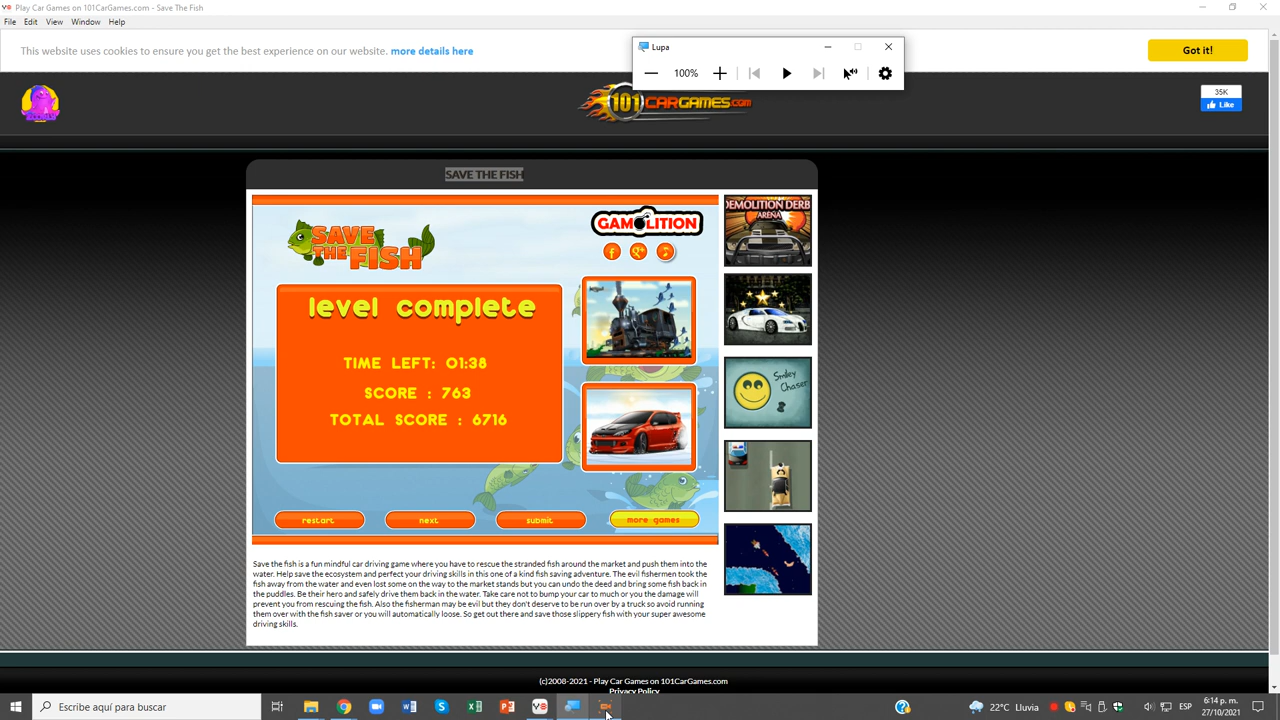 Play Car Games on 101CarGames.com - Save The Fish
File Edit View Window Help
This website uses cookies to ensure you get the best experience on our website. more details here
Got it!
Lupa
100%
101CARGAMES.COM
35K
Like
SAVE THE FISH
SAVE
THE FISH
GAMOLITION
DEMOLITION DERB
ARENA
level complete
TIME LEFT: 01:38
SCORE : 763
TOTAL SCORE : 6716
Smiley
Chaser
restart
next
submit
more games
Save the fish is a fun mindful car driving game where you have to rescue the stranded fish around the market and push them into the
water. Help save the ecosystem and perfect your driving skills in this one of a kind fish saving adventure. The evil fishermen took the
fish away from the water and even lost some on the way to the market stands but you can undo the deed and bring some fish back in
the puddles. Be their hero and safely drive them back in the water. Take care not to bump your car to much or you the damage will
prevent you from rescuing the fish. Also the fisherman may be evil but they don't deserve to be run over by a truck so avoid running
them over with the fish saver or you will automatically loose. So get out there and save those slippery fish with your super awesome
driving skills.
(c)2008-2021 - Play Car Games on 101CarGames.com
Privacy Policy
Escribe aquí para buscar
22°C Lluvia
ESP
6:14 p. m.
27/10/2021